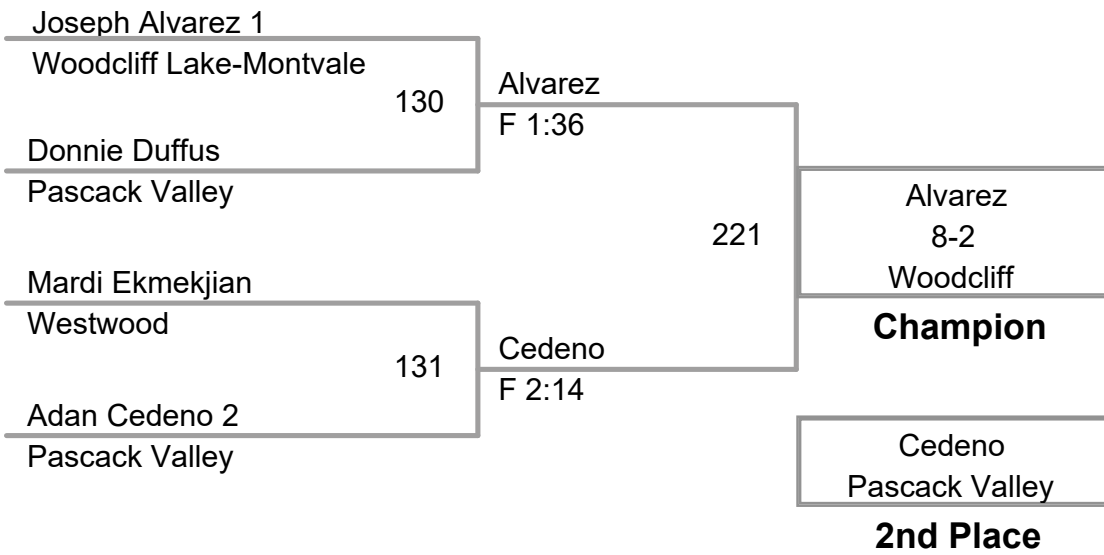 Joseph Alvarez 1
Woodcliff Lake-Montvale
130
Donnie Duffus
Pascack Valley
Alvarez
F 1:36
Mardi Ekmekjian
Westwood
131
Adan Cedeno 2
Pascack Valley
Cedeno
F 2:14
221
Alvarez
8-2
Woodcliff
Champion
Cedeno
Pascack Valley
2nd Place